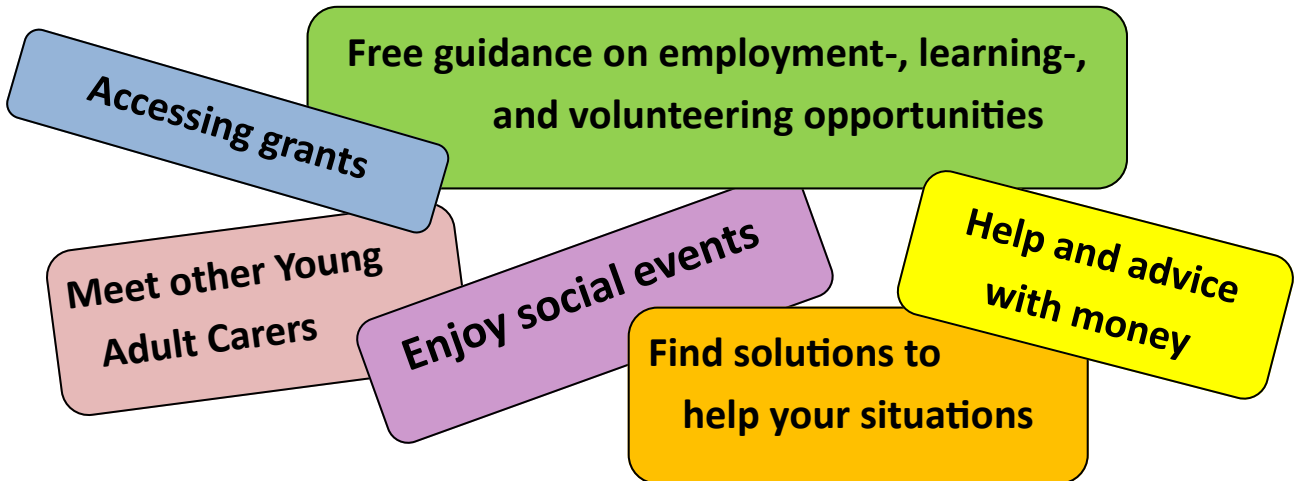 Free guidance on employment-, learning-,
and volunteering opportunities
Accessing grants
Meet other Young
Adult Carers
Enjoy social events
Help and advice
with money
Find solutions to
help your situations